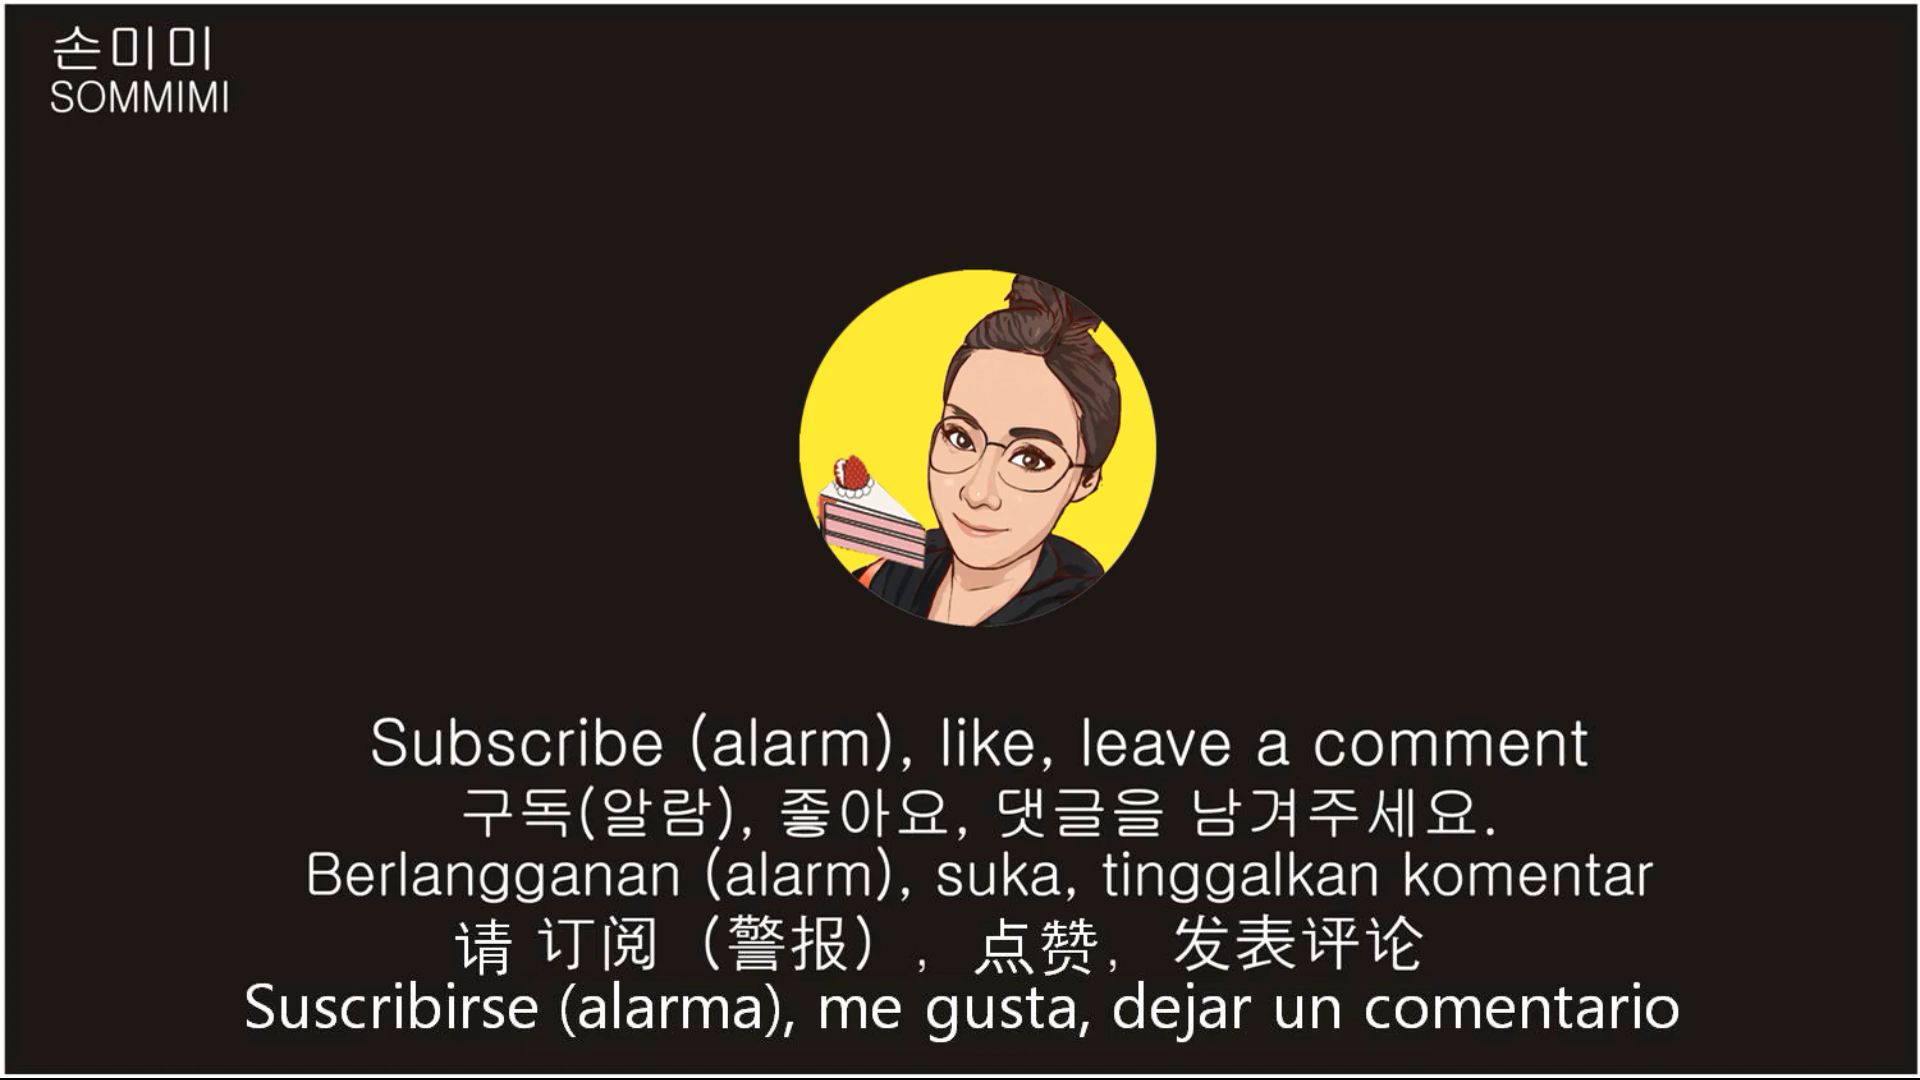 손미미
SOMMIMI
Subscribe (alarm), like, leave a comment
구독(알람), 좋아요, 댓글을 남겨주세요.
Berlangganan (alarm), suka, tinggalkan komentar
请 订阅（警报）, 点赞, 发表评论
Suscribirse (alarma), me gusta, dejar un comentario